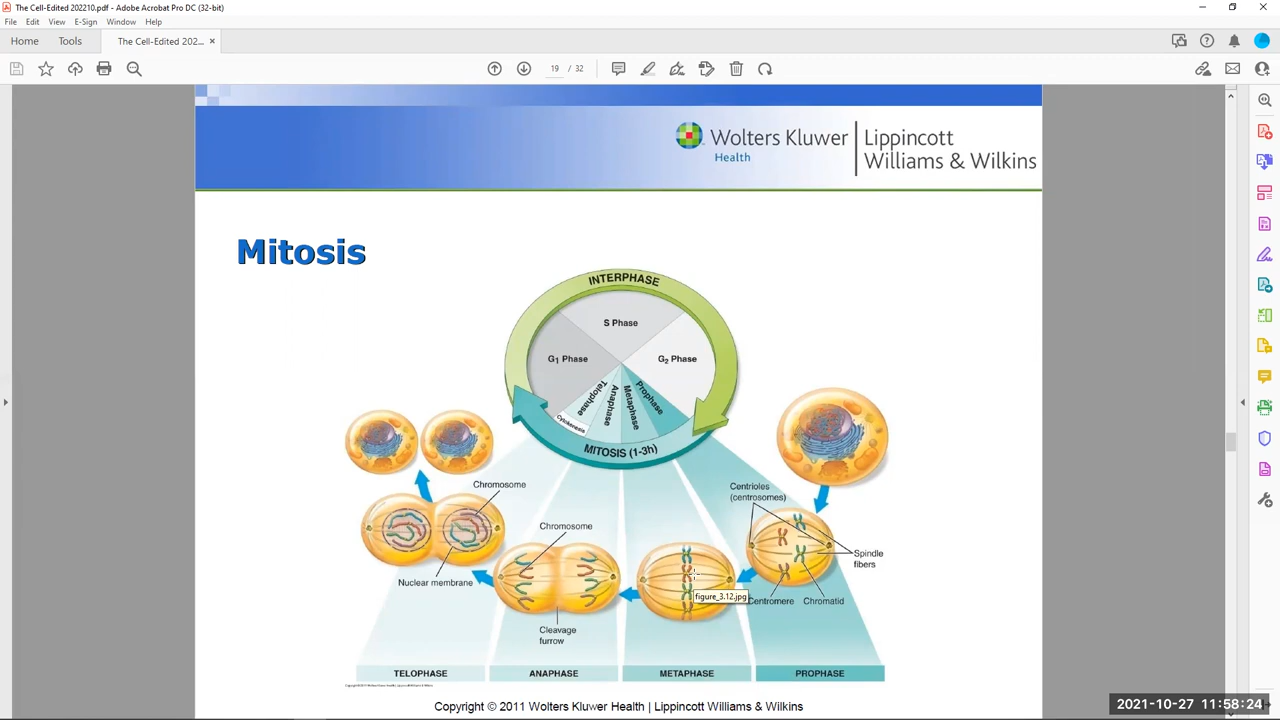 The Cell-Edited 202210.pdf - Adobe Acrobat Pro DC (32-bit)
File Edit View E-Sign Window Help
Home Tools The Cell-Edited 202... ×
19 / 32
Wolters Kluwer
Health
Lippincott
Williams & Wilkins
Mitosis
INTERPHASE
S Phase
G₁ Phase
G₂ Phase
Telophase
Anaphase
Metaphase
Prophase
Cytokinesis
MITOSIS (1-3h)
Centrioles
(centrosomes)
Chromosome
Chromosome
Spindle
fibers
Nuclear membrane
figure_3.12.jpg
Centromere
Chromatid
Cleavage
furrow
TELOPHASE
ANAPHASE
METAPHASE
PROPHASE
Copyright © 2011 Wolters Kluwer Health | Lippincott Williams & Wilkins
2021-10-27 11:58:24